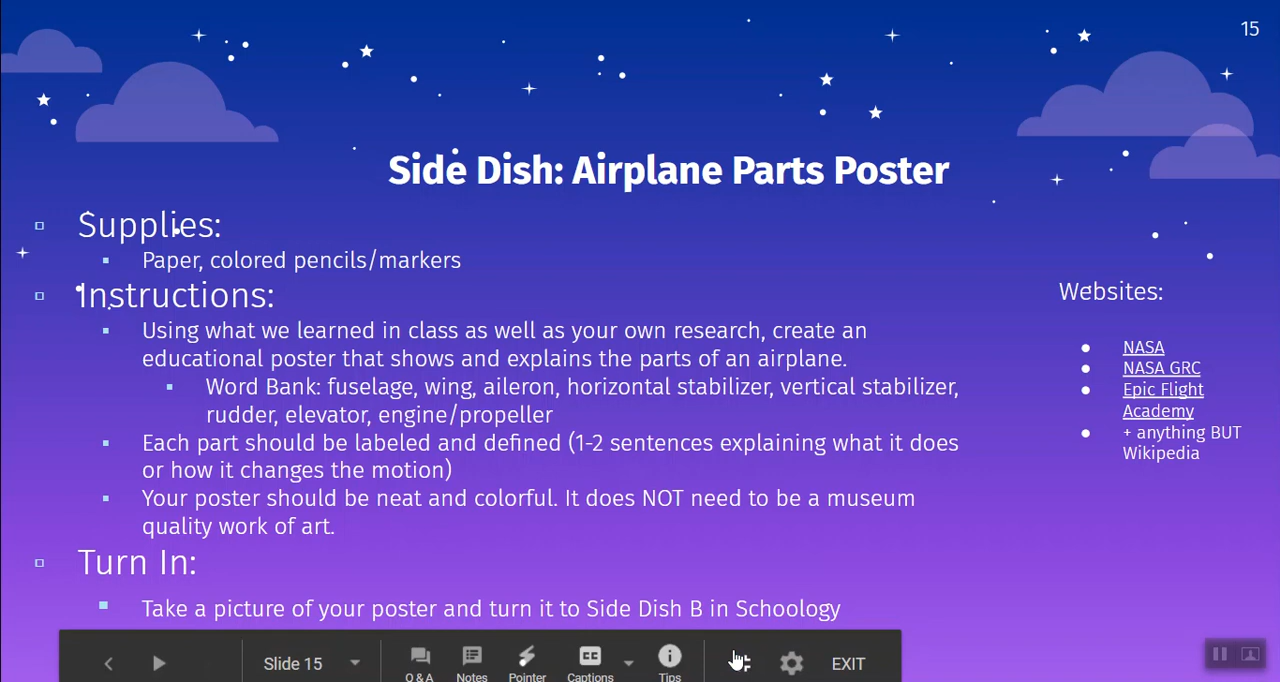 15
Side Dish: Airplane Parts Poster
Supplies:
Paper, colored pencils/markers
Instructions:
Using what we learned in class as well as your own research, create an
educational poster that shows and explains the parts of an airplane.
Word Bank: fuselage, wing, aileron, horizontal stabilizer, vertical stabilizer,
rudder, elevator, engine/propeller
Each part should be labeled and defined (1-2 sentences explaining what it does
or how it changes the motion)
Your poster should be neat and colorful. It does NOT need to be a museum
quality work of art.
Turn In:
Take a picture of your poster and turn it to Side Dish B in Schoology
Websites:
NASA
NASA GRC
Epic Flight
Academy
+ anything BUT
Wikipedia
Slide 15
Q & A
Notes
Pointer
CC
Captions
Tips
EXIT